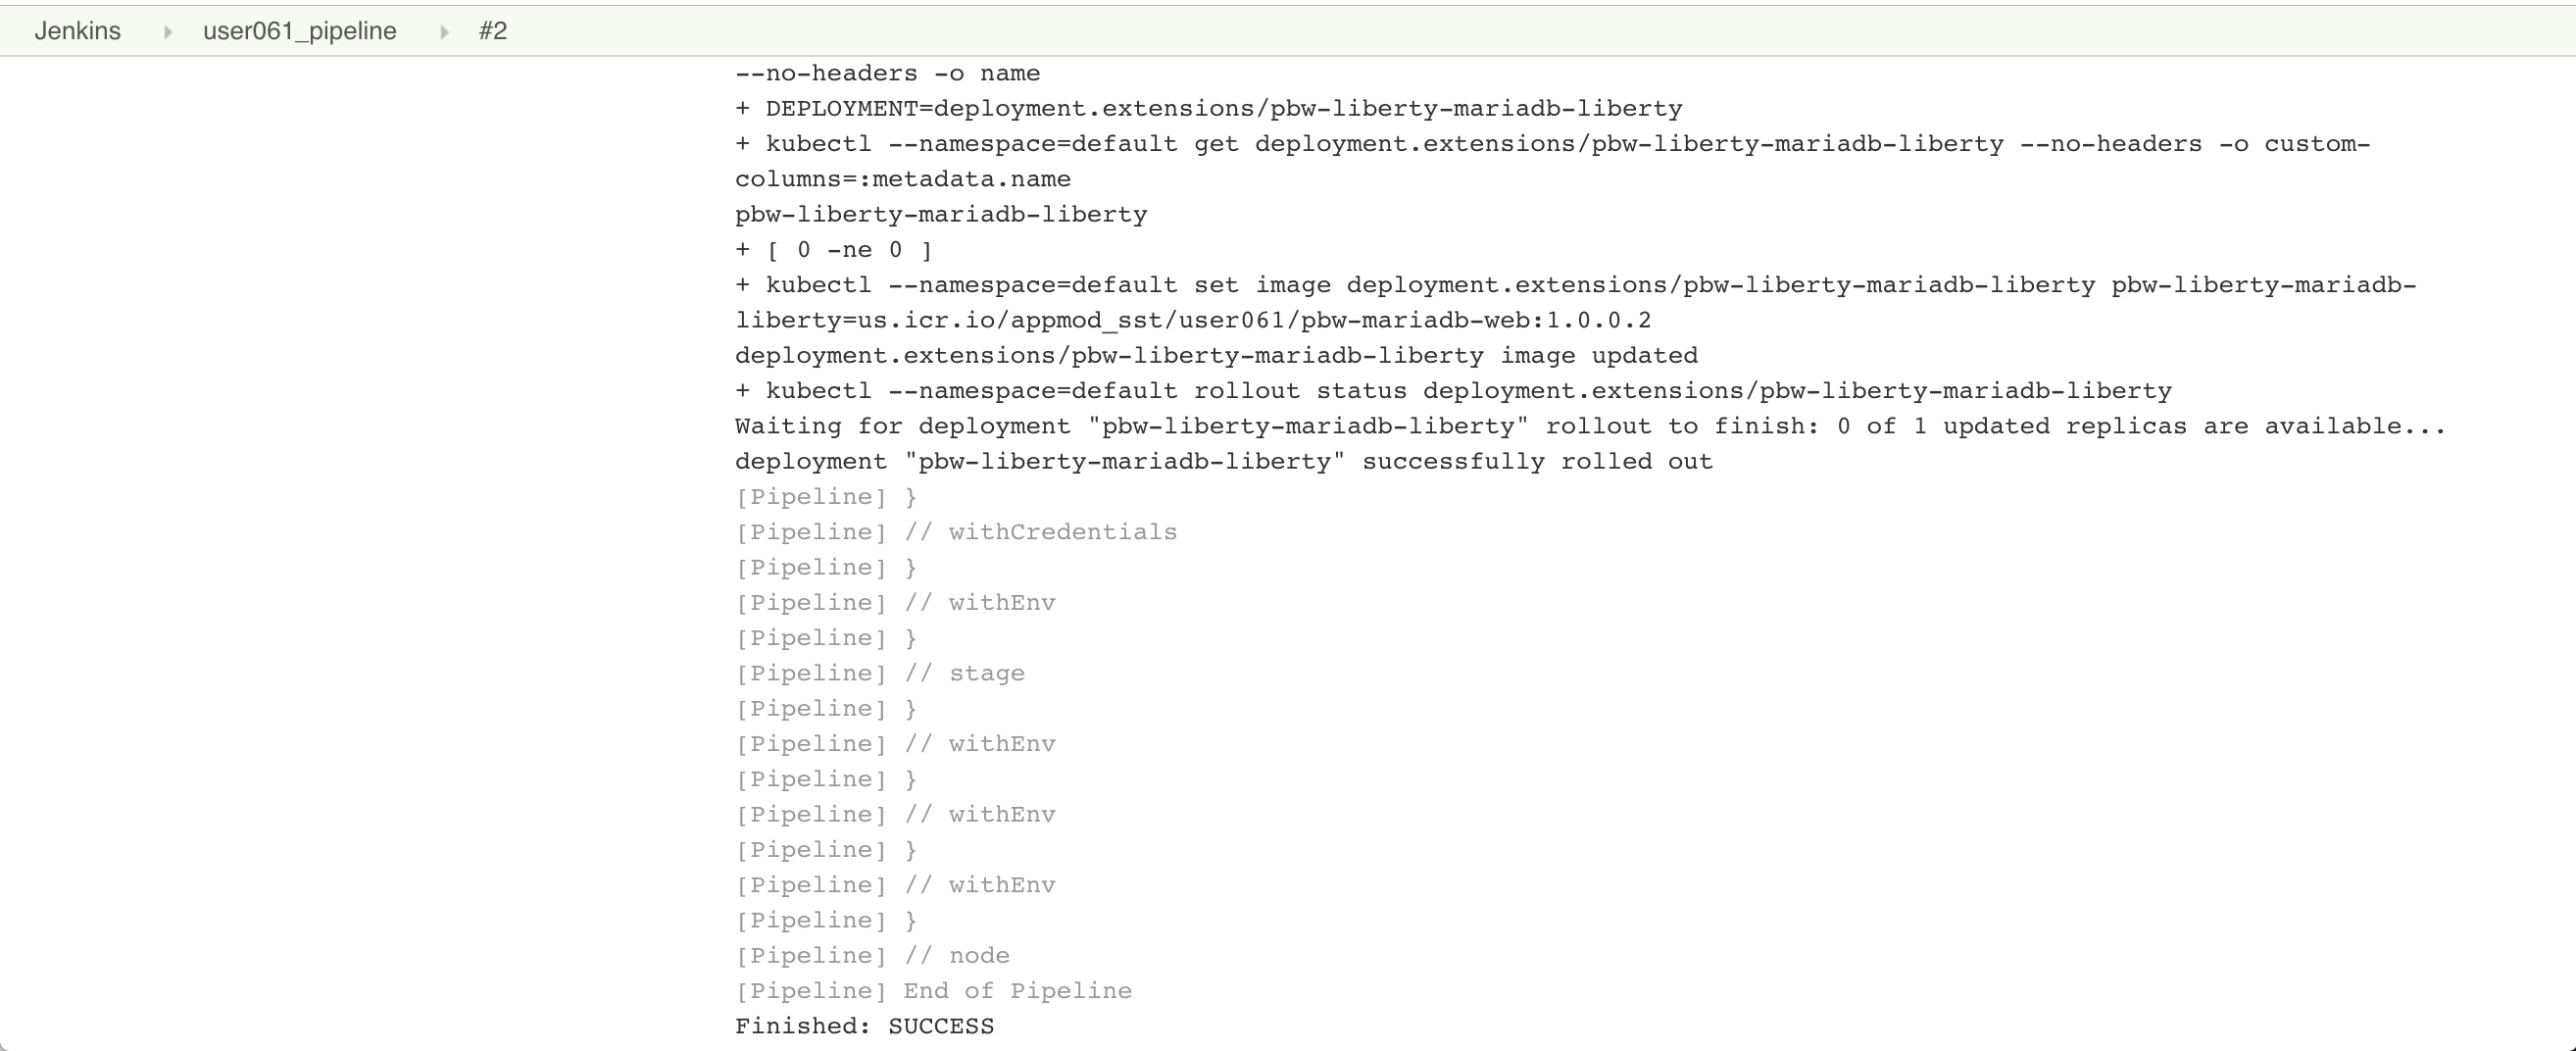 Jenkins user061_pipeline #2
--no-headers -o name
+ DEPLOYMENT=deployment.extensions/pbw-liberty-mariadb-liberty
+ kubectl --namespace=default get deployment.extensions/pbw-liberty-mariadb-liberty --no-headers -o custom-
columns=:metadata.name
pbw-liberty-mariadb-liberty
+ [ 0 -ne 0 ]
+ kubectl --namespace=default set image deployment.extensions/pbw-liberty-mariadb-liberty pbw-liberty-mariadb-
liberty=us.icr.io/appmod_sst/user061/pbw-mariadb-web:1.0.0.2
deployment.extensions/pbw-liberty-mariadb-liberty image updated
+ kubectl --namespace=default rollout status deployment.extensions/pbw-liberty-mariadb-liberty
Waiting for deployment "pbw-liberty-mariadb-liberty" rollout to finish: 0 of 1 updated replicas are available...
deployment "pbw-liberty-mariadb-liberty" successfully rolled out
[Pipeline] }
[Pipeline] // withCredentials
[Pipeline] }
[Pipeline] // withEnv
[Pipeline] }
[Pipeline] // stage
[Pipeline] }
[Pipeline] // withEnv
[Pipeline] }
[Pipeline] // withEnv
[Pipeline] }
[Pipeline] // withEnv
[Pipeline] }
[Pipeline] // node
[Pipeline] End of Pipeline
Finished: SUCCESS